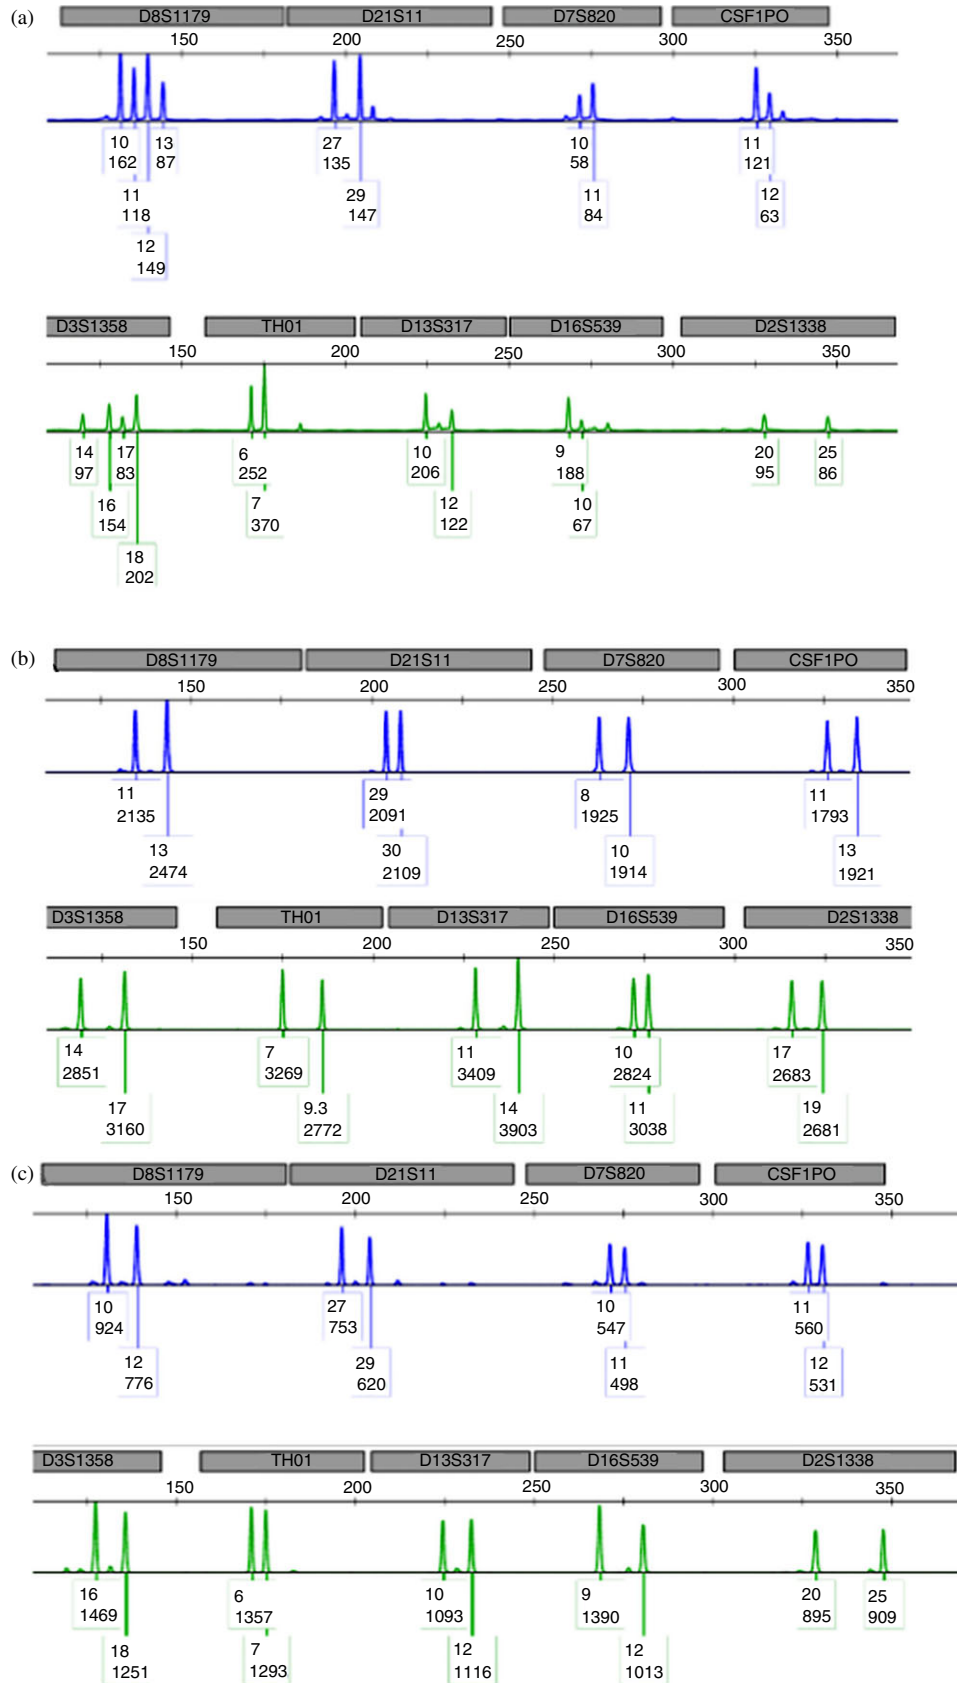 (a)
D8S1179 D21S11 D7S820 CSF1PO
150 200 250 300 350
10 13 27 10 11
162 87 135 58 121
11 29 11 12
118 147 84 63
12
149
D3S1358 TH01 D13S317 D16S539 D2S1338
150 200 250 300 350
14 17 6 10 9 20 25
97 83 252 206 188 95 86
16 7 12 10
154 370 122 67
18
202
(b)
D8S1179 D21S11 D7S820 CSF1PO
150 200 250 300 350
11 29 8 11
2135 2091 1925 1793
13 30 10 13
2474 2109 1914 1921
D3S1358 TH01 D13S317 D16S539 D2S1338
150 200 250 300 350
14 7 11 10 17
2851 3269 3409 2824 2683
17 9.3 14 11 19
3160 2772 3903 3038 2681
(c)
D8S1179 D21S11 D7S820 CSF1PO
150 200 250 300 350
10 27 10 11
924 753 547 560
12 29 11 12
776 620 498 531
D3S1358 TH01 D13S317 D16S539 D2S1338
150 200 250 300 350
16 6 10 9 20 25
1469 1357 1093 1390 895 909
18 7 12 12
1251 1293 1116 1013